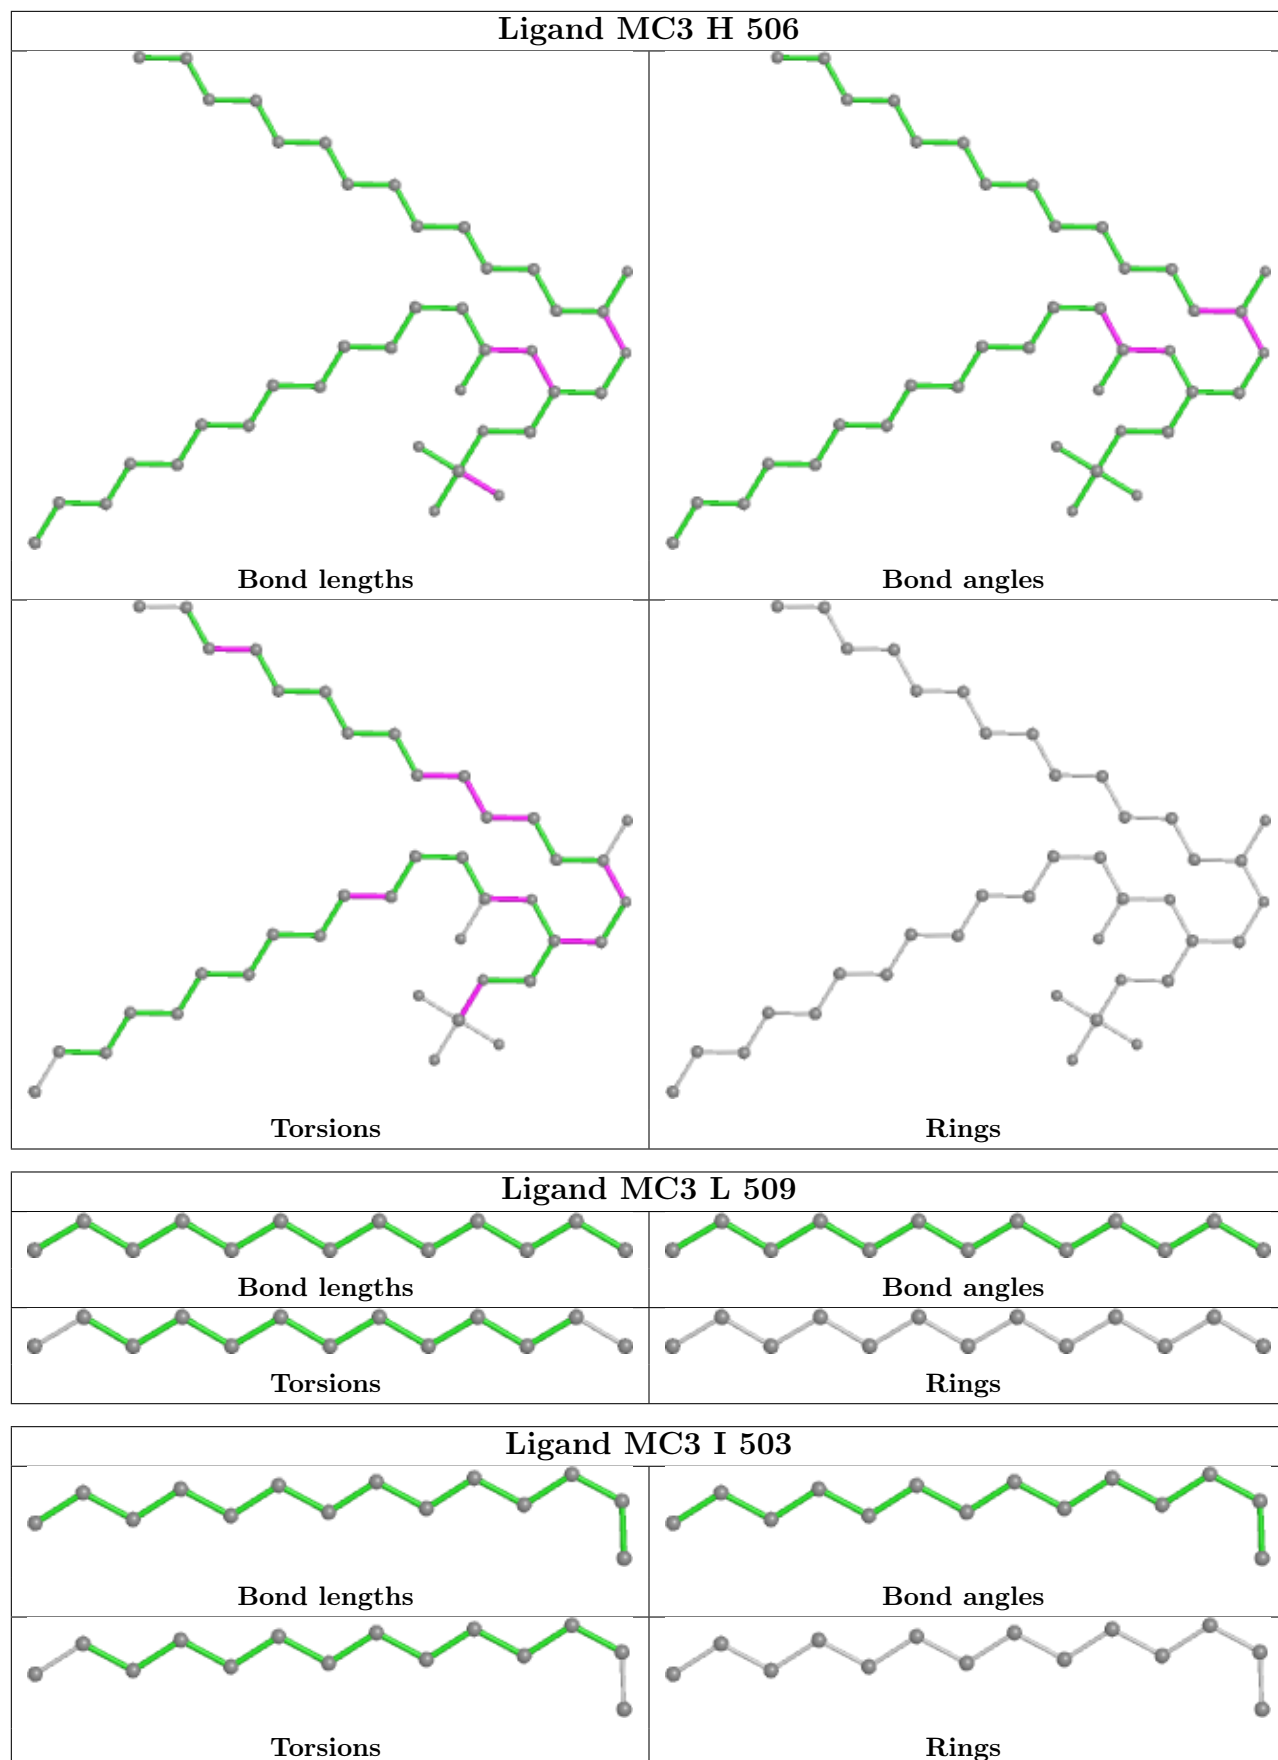 Ligand MC3 H 506
Bond lengths
Bond angles
Torsions
Rings
Ligand MC3 L 509
Bond lengths
Bond angles
Torsions
Rings
Ligand MC3 I 503
Bond lengths
Bond angles
Torsions
Rings